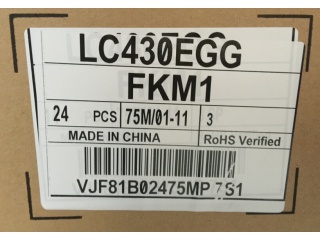 LC430EGG
FKM1
24 PCS 75M/01-11 3
MADE IN CHINA RoHS Verified
VJF81B02475MP 7S1